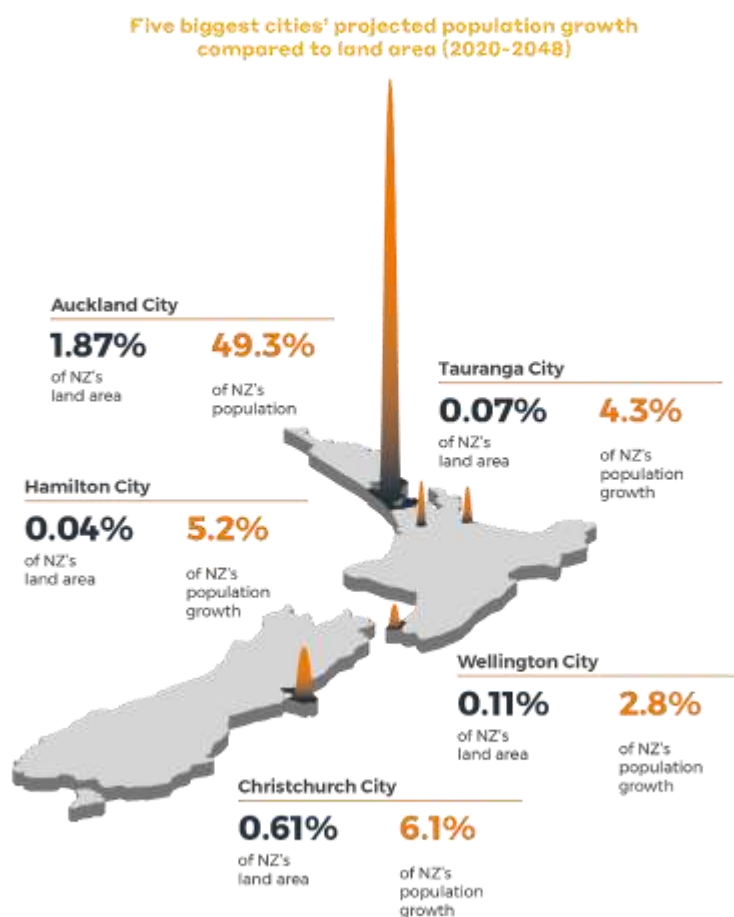 Five biggest cities' projected population growth
compared to land area (2020-2048)
Auckland City
1.87%
of NZ's
land area
49.3%
of NZ's
population
Tauranga City
0.07%
of NZ's
land area
4.3%
of NZ's
population
growth
Hamilton City
0.04%
of NZ's
land area
5.2%
of NZ's
population
growth
Wellington City
0.11%
of NZ's
land area
2.8%
of NZ's
population
growth
Christchurch City
0.61%
of NZ's
land area
6.1%
of NZ's
population
growth